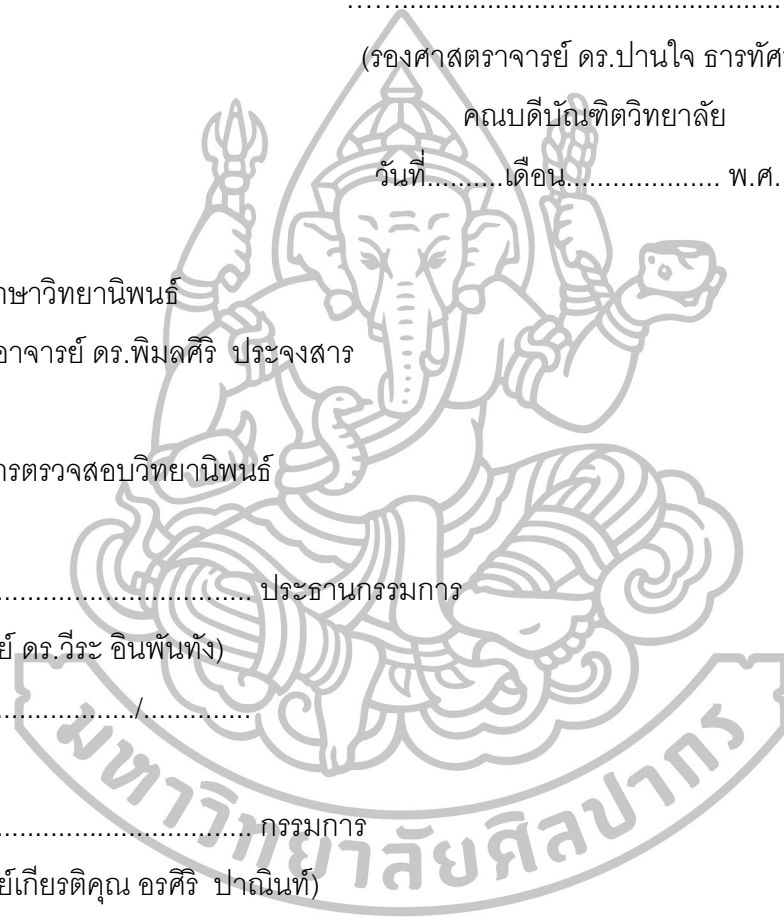 ....................................................
(รองศาสตราจารย์ ดร.ปานใจ ธารทัศ
คณบดีบัณฑิตวิทยาลัย
วันที่..........เดือน.................... พ.ศ.
วิทยานิพนธ์
อาจารย์ ดร.พิมลศิริ ประจงสาร
ตรวจสอบวิทยานิพนธ์
.................................. ประธานกรรมการ
ดร.วีระ อินพันทัง)
................../..............
.................................. กรรมการ
เกียรติคุณ อรศิริ ปาณินท์)
มหาวิทยาลัยศิลปากร